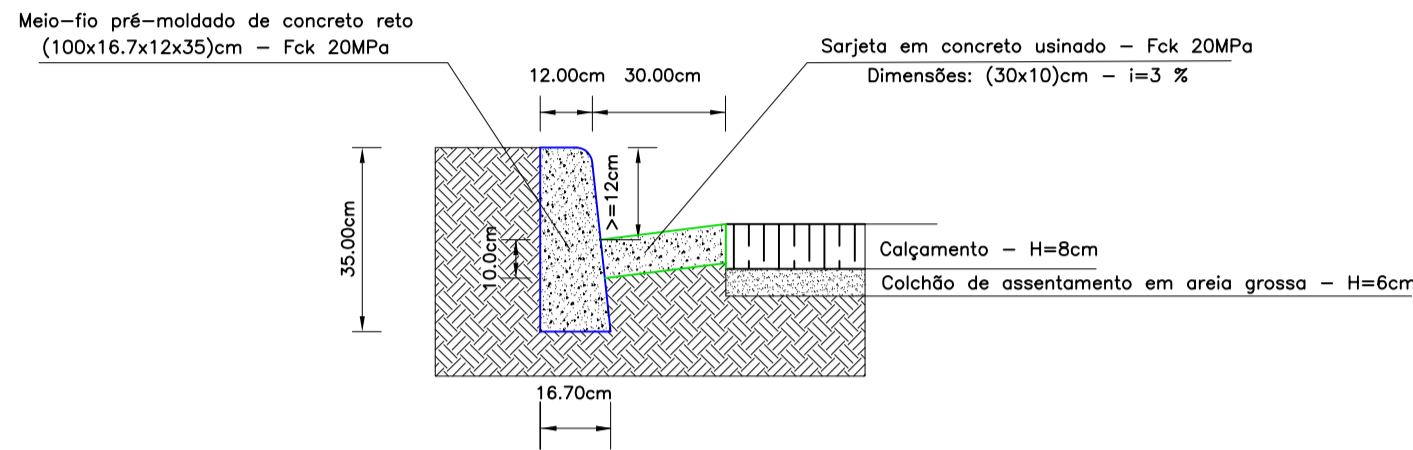 Meio-fio pré-moldado de concreto reto
(100x16.7x12x35)cm - Fck 20MPa
Sarjeta em concreto usinado - Fck 20MPa
Dimensões: (30x10)cm - i=3 %
12.00cm
30.00cm
35.00cm
>=12cm
10.0cm
Calçamento - H=8cm
Colchão de assentamento em areia grossa - H=6cm
16.70cm